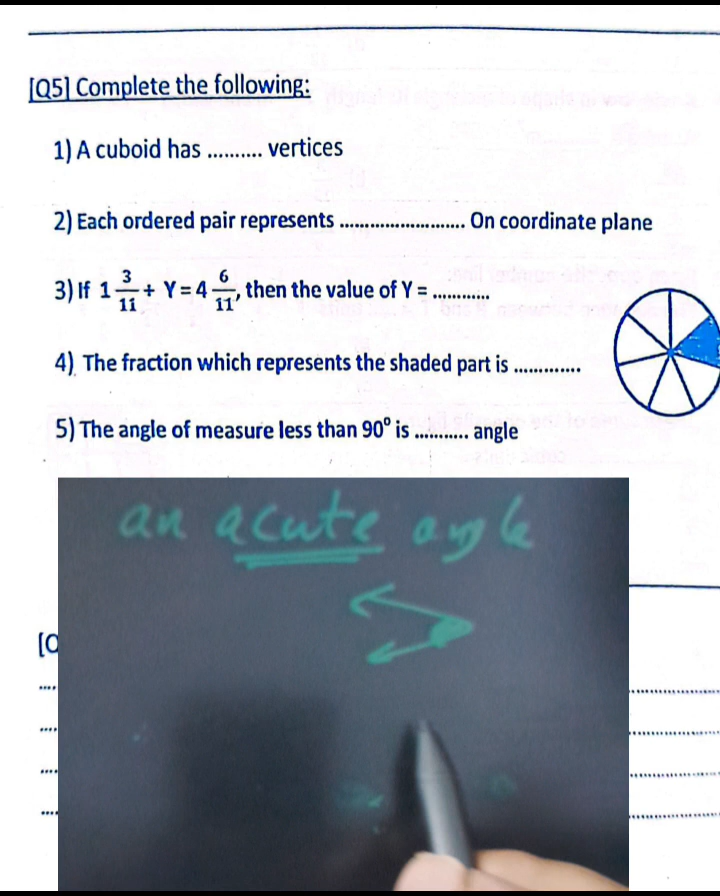 [Q5] Complete the following:
1) A cuboid has .......... vertices
2) Each ordered pair represents ........................ On coordinate plane
3) If 1 3/11 + Y = 4 6/11, then the value of Y = ...........
4) The fraction which represents the shaded part is .............
5) The angle of measure less than 90° is .......... angle
an acute angle